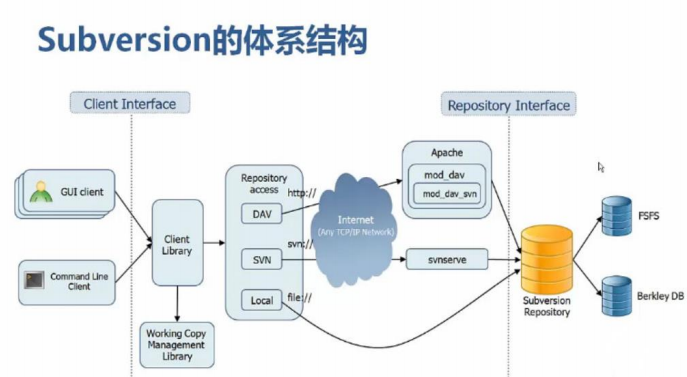 Subversion的体系结构
Client Interface
Repository Interface
GUI client
Command Line
Client
Client
Library
Working Copy
Management
Library
Repository
access
DAV
SVN
Local
http://
svn://
file://
Internet
(Any TCP/IP Network)
Apache
mod_dav
mod_dav_svn
svnserve
Subversion
Repository
FSFS
Berkley DB